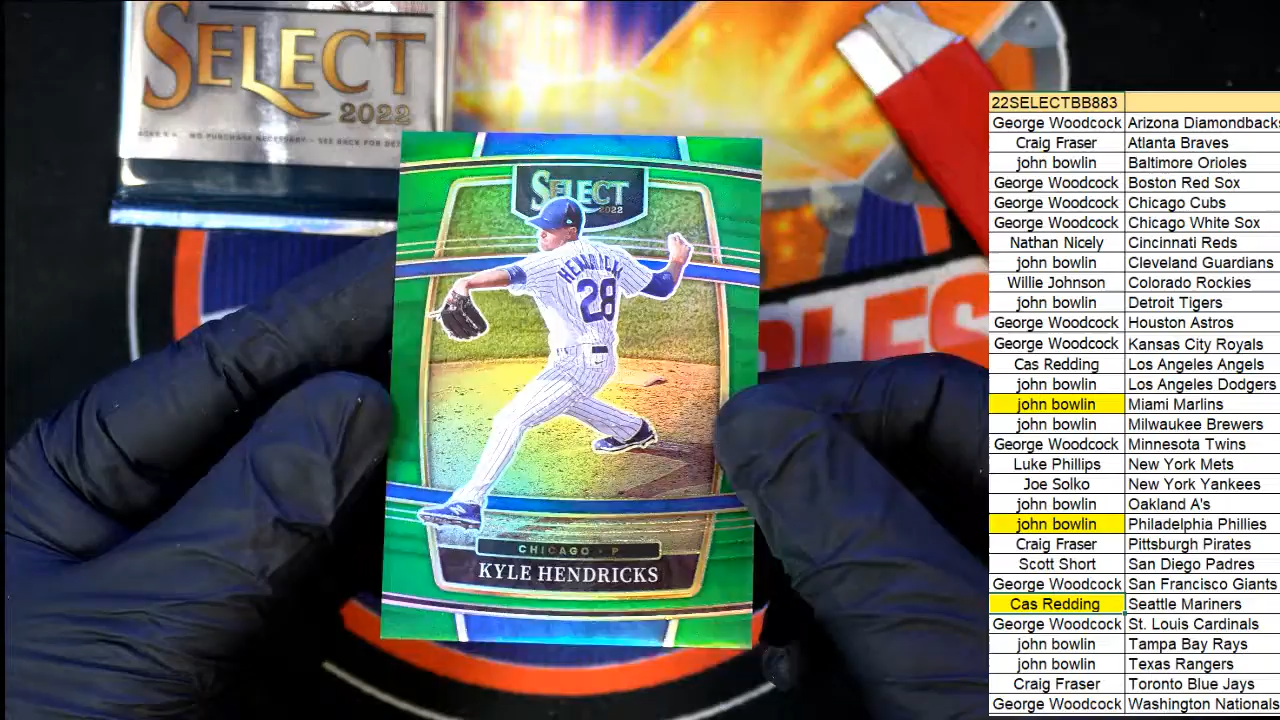 SELECT
2022
NO PURCHASE NECESSARY - SEE BACK FOR
SELECT
2022
HENDRICKS
28
CHICAGO · P
KYLE HENDRICKS
22SELECTBB883
George Woodcock Arizona Diamondbacks
Craig Fraser Atlanta Braves
john bowlin Baltimore Orioles
George Woodcock Boston Red Sox
George Woodcock Chicago Cubs
George Woodcock Chicago White Sox
Nathan Nicely Cincinnati Reds
john bowlin Cleveland Guardians
Willie Johnson Colorado Rockies
john bowlin Detroit Tigers
George Woodcock Houston Astros
George Woodcock Kansas City Royals
Cas Redding Los Angeles Angels
john bowlin Los Angeles Dodgers
john bowlin Miami Marlins
john bowlin Milwaukee Brewers
George Woodcock Minnesota Twins
Luke Phillips New York Mets
Joe Solko New York Yankees
john bowlin Oakland A's
john bowlin Philadelphia Phillies
Craig Fraser Pittsburgh Pirates
Scott Short San Diego Padres
George Woodcock San Francisco Giants
Cas Redding Seattle Mariners
George Woodcock St. Louis Cardinals
john bowlin Tampa Bay Rays
john bowlin Texas Rangers
Craig Fraser Toronto Blue Jays
George Woodcock Washington Nationals